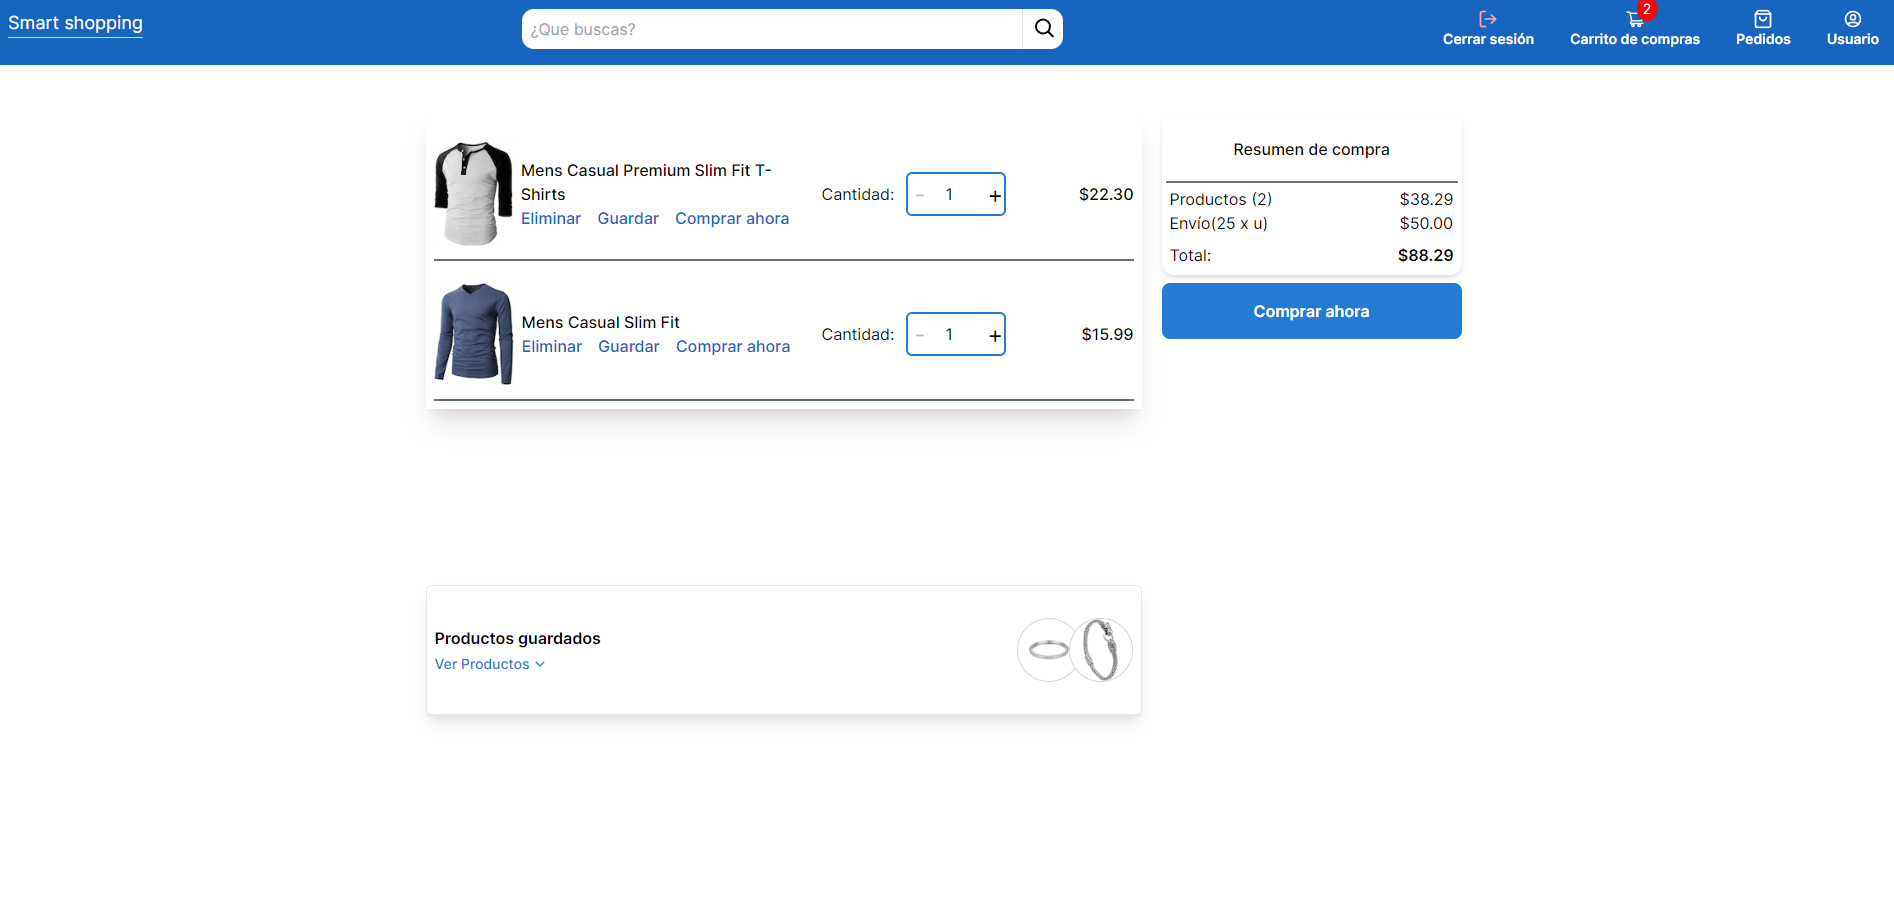 Smart shopping
¿Que buscas?
2
Cerrar sesión
Carrito de compras
Pedidos
Usuario
Mens Casual Premium Slim Fit T-
Shirts
Eliminar Guardar Comprar ahora
Cantidad: − 1 + $22.30
Mens Casual Slim Fit
Eliminar Guardar Comprar ahora
Cantidad: − 1 + $15.99
Resumen de compra
Productos (2) $38.29
Envío(25 x u) $50.00
Total: $88.29
Comprar ahora
Productos guardados
Ver Productos